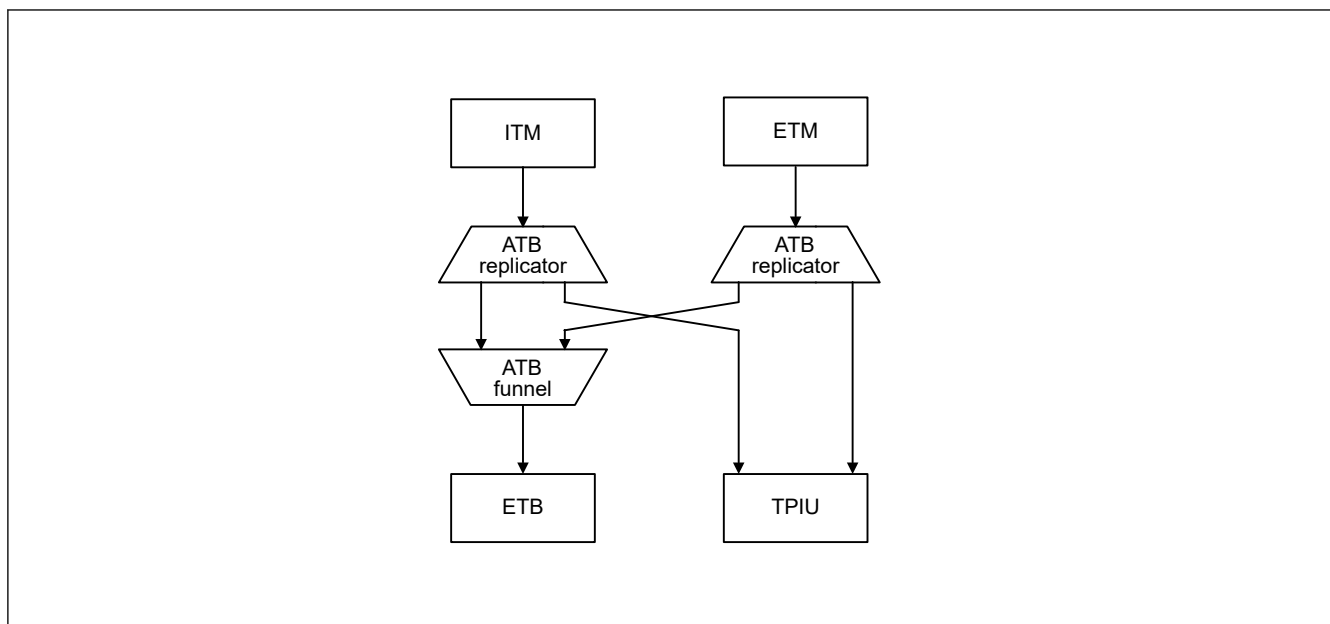 ITM
ETM
ATB
replicator
ATB
replicator
ATB
funnel
ETB
TPIU